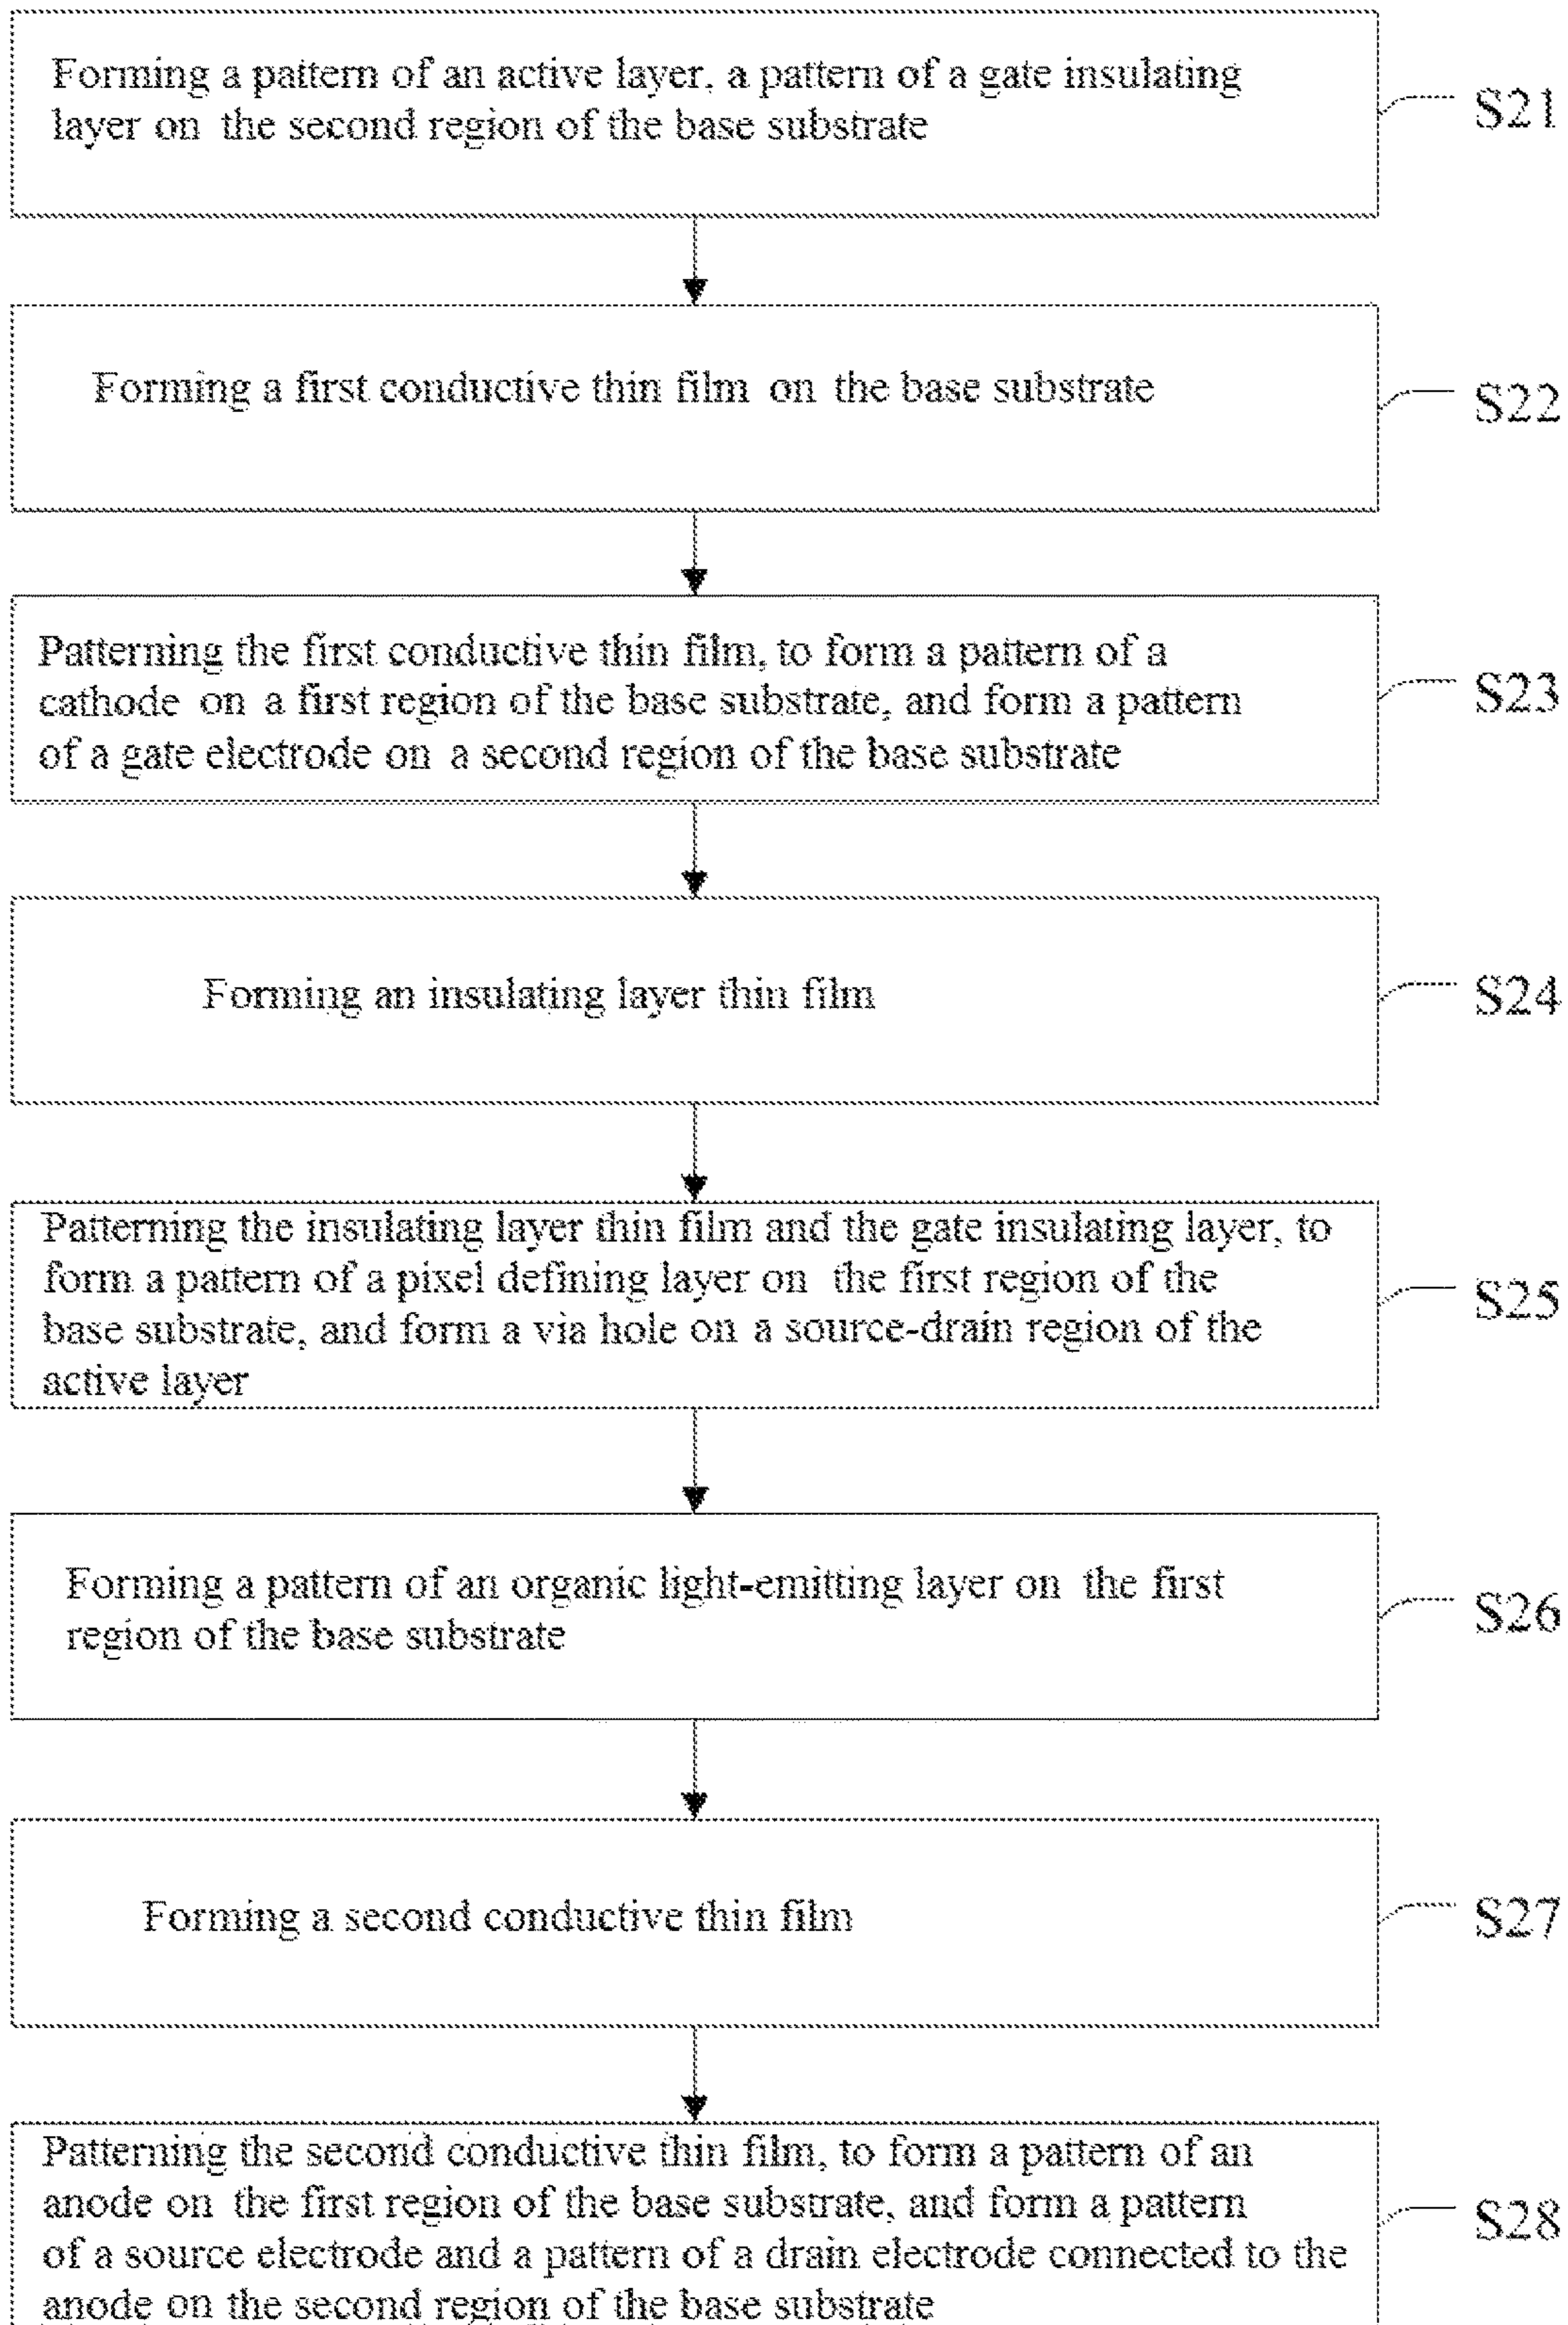 Forming a pattern of an active layer, a pattern of a gate insulating
layer on the second region of the base substrate
S21
Forming a first conductive thin film on the base substrate
S22
Patterning the first conductive thin film, to form a pattern of a
cathode on a first region of the base substrate, and form a pattern
of a gate electrode on a second region of the base substrate
S23
Forming an insulating layer thin film
S24
Patterning the insulating layer thin film and the gate insulating layer, to
form a pattern of a pixel defining layer on the first region of the
base substrate, and form a via hole on a source-drain region of the
active layer
S25
Forming a pattern of an organic light-emitting layer on the first
region of the base substrate
S26
Forming a second conductive thin film
S27
Patterning the second conductive thin film, to form a pattern of an
anode on the first region of the base substrate, and form a pattern
of a source electrode and a pattern of a drain electrode connected to the
anode on the second region of the base substrate
S28